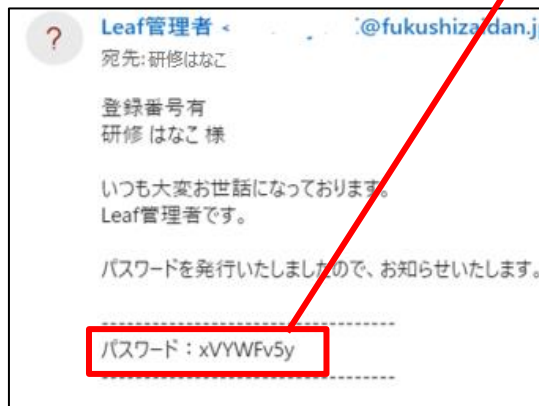 ?
Leaf管理者 < @fukushizaidan.j
宛先:研修はなこ
登録番号有
研修 はなこ 様
いつも大変お世話になっております。
Leaf管理者です。
パスワードを発行いたしましたので、お知らせいたします。
------------------------------------
パスワード：xVYWFv5y
------------------------------------